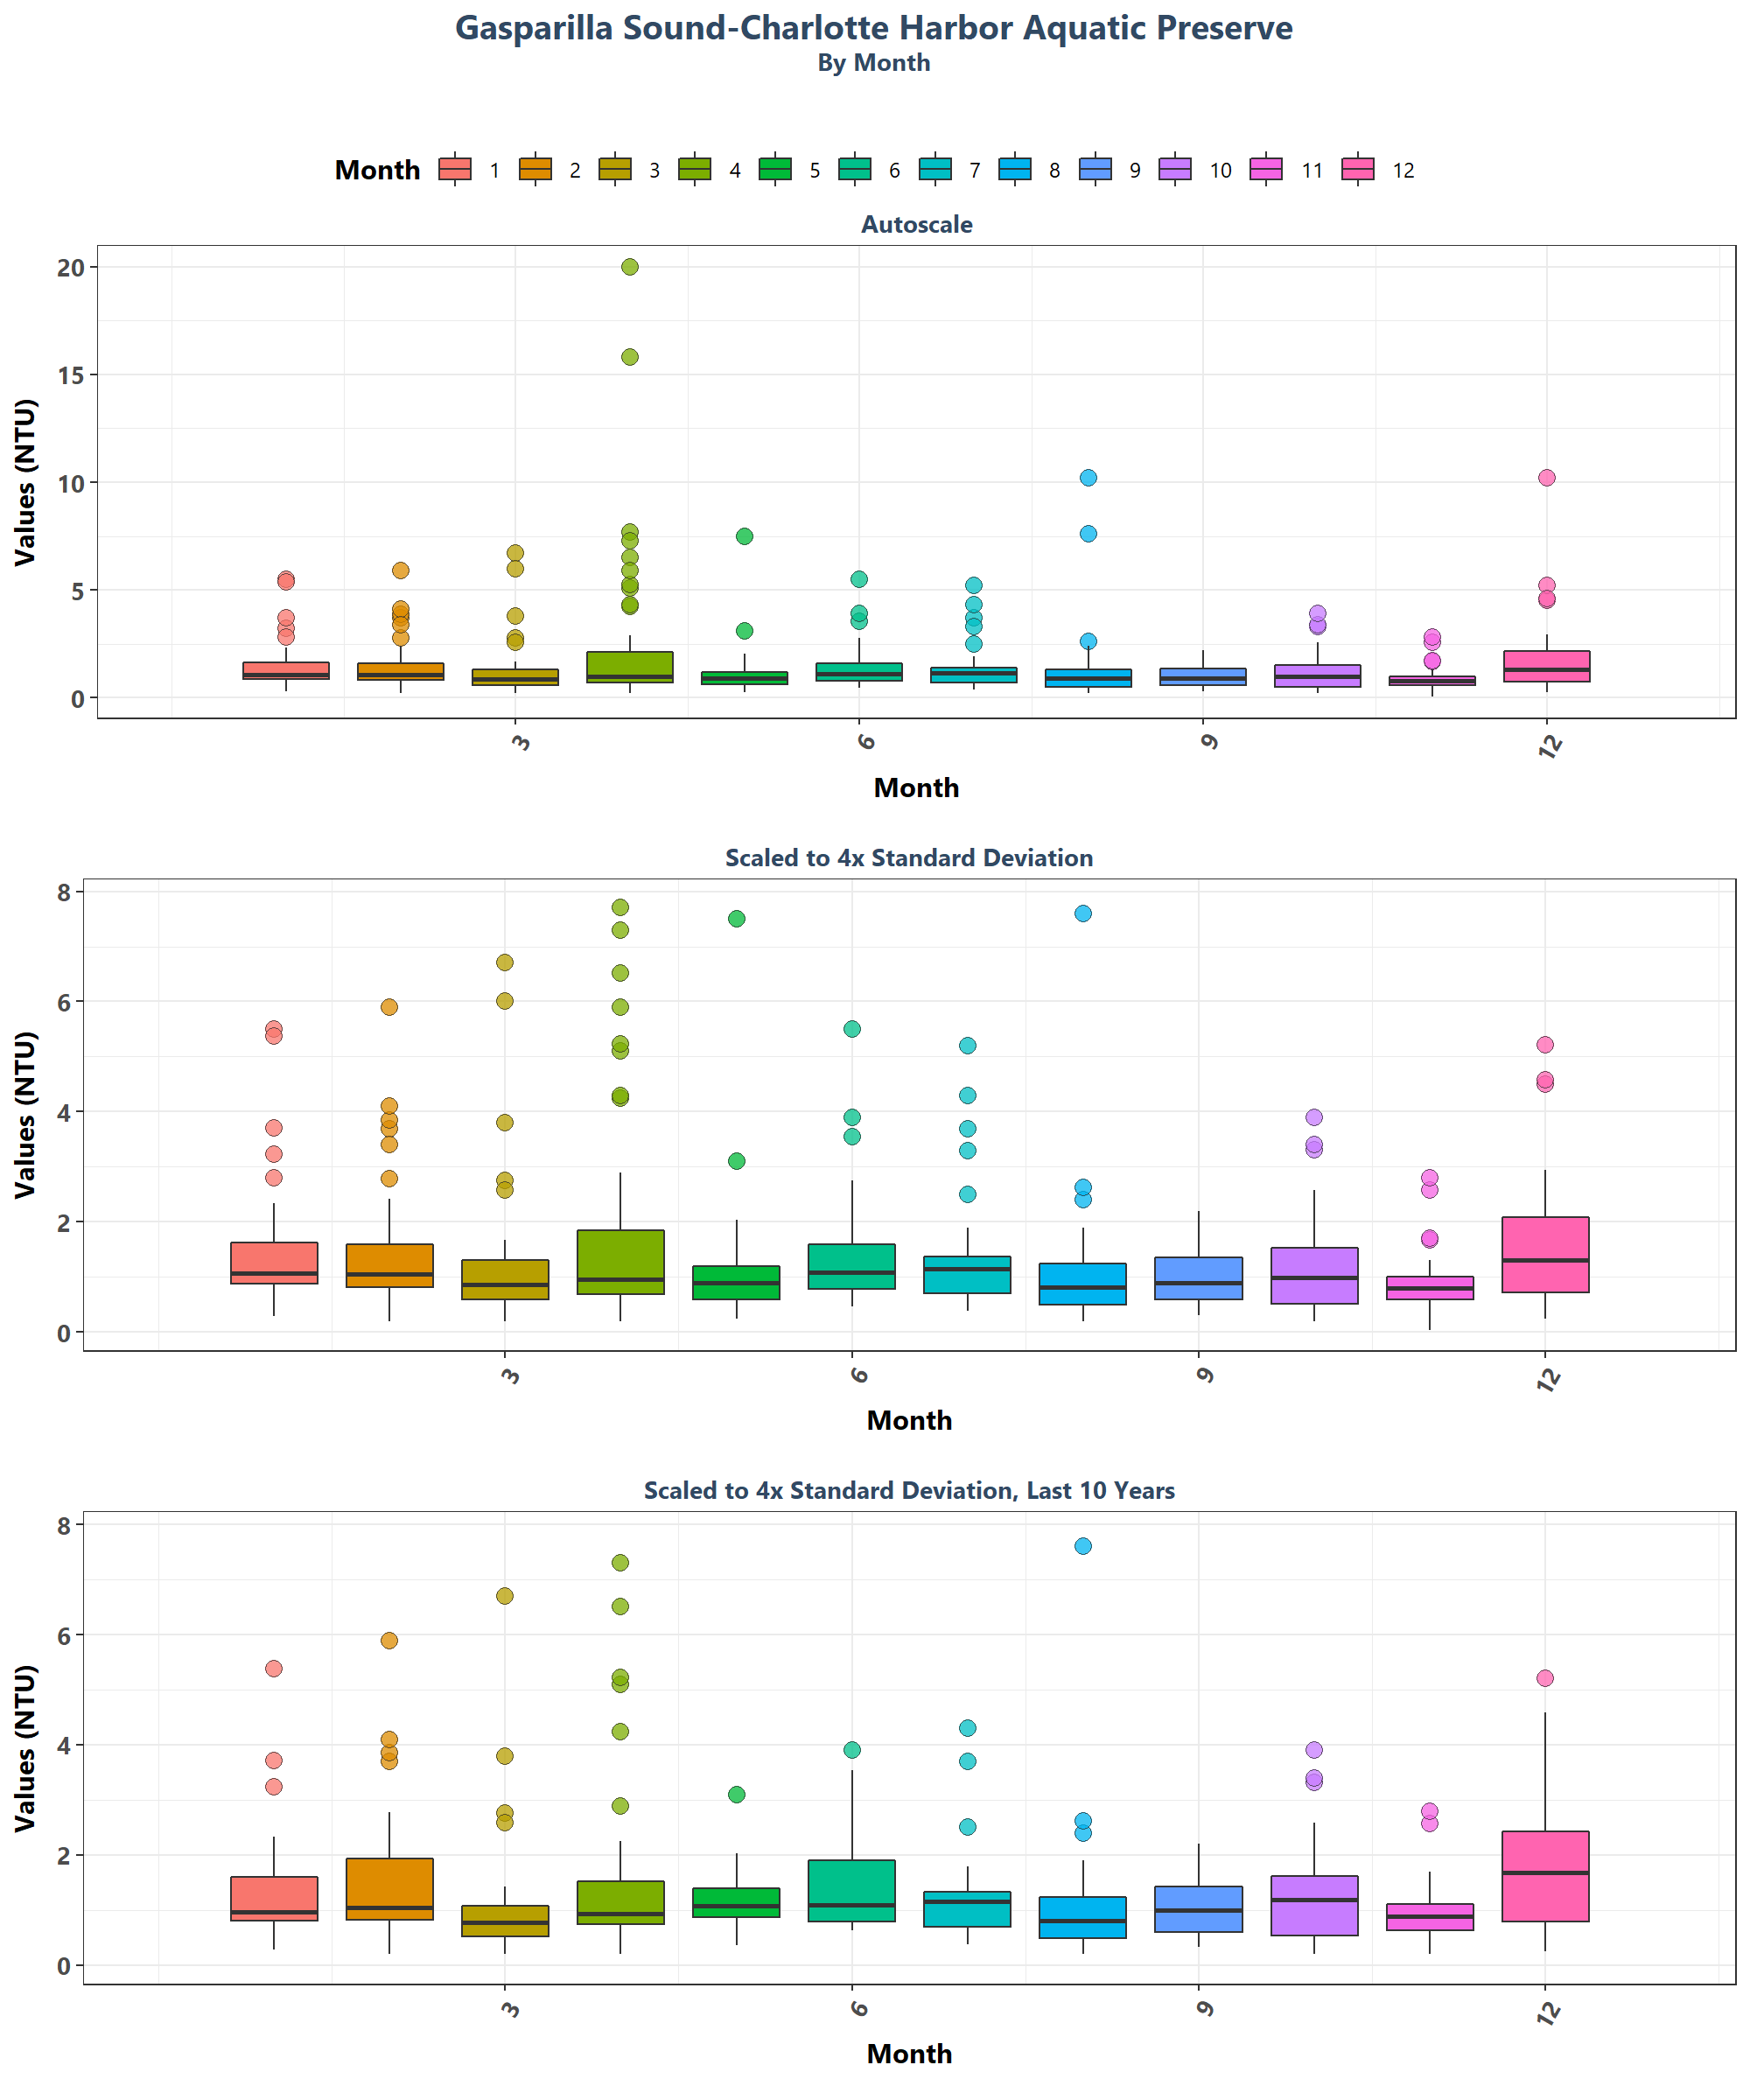 Gasparilla Sound-Charlotte Harbor Aquatic Preserve
By Month
Month 1 2 3 4 5 6 7 8 9 10 11 12
Autoscale
Values (NTU)
20
15
10
5
0
3 6 9 12
Month
Scaled to 4x Standard Deviation
Values (NTU)
8
6
4
2
0
3 6 9 12
Month
Scaled to 4x Standard Deviation, Last 10 Years
Values (NTU)
8
6
4
2
0
3 6 9 12
Month